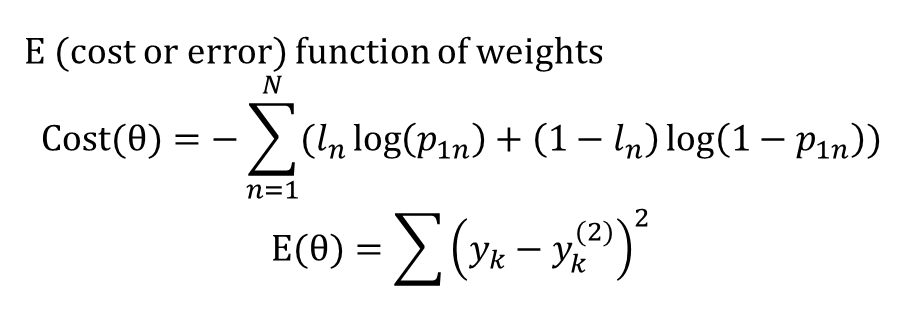 E (cost or error) function of weights
Cost(θ) = − ∑_{n=1}^{N} (l_n log(p_{1n}) + (1 − l_n) log(1 − p_{1n}))
E(θ) = ∑ (y_k − y_k^{(2)})^2